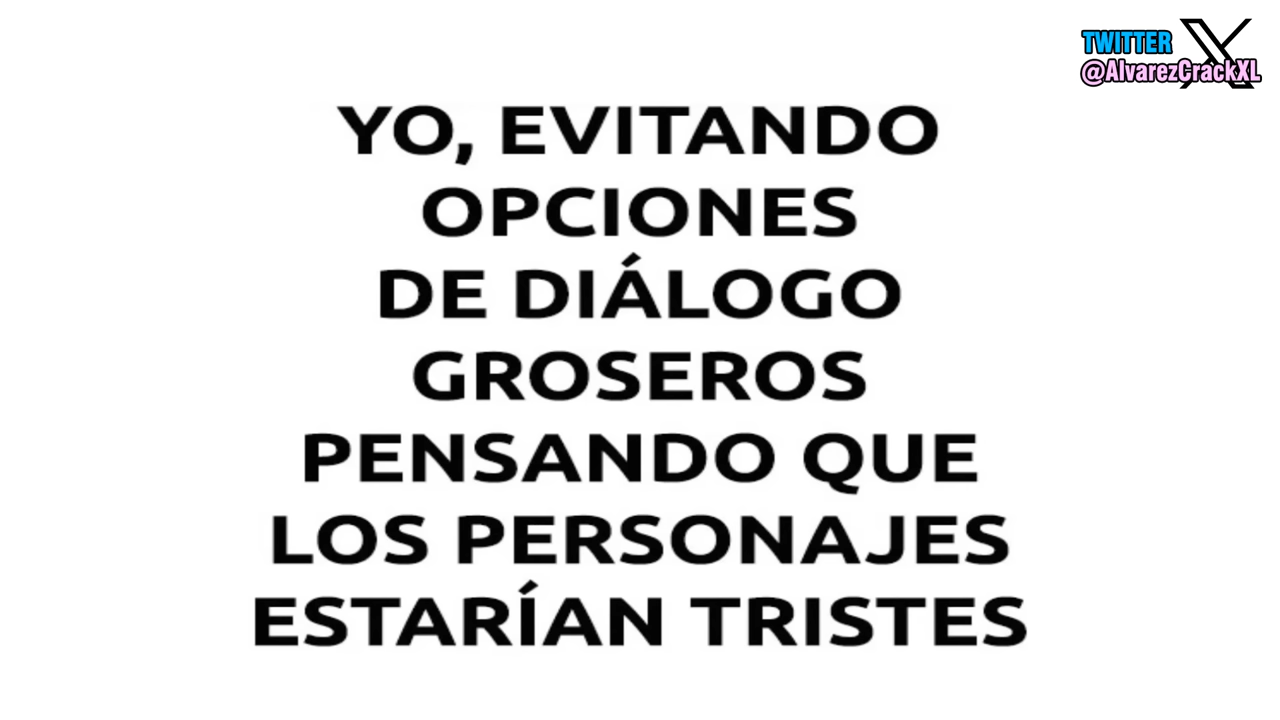 TWITTER
@AlvarezCrackXL
YO, EVITANDO
OPCIONES
DE DIÁLOGO
GROSEROS
PENSANDO QUE
LOS PERSONAJES
ESTARÍAN TRISTES